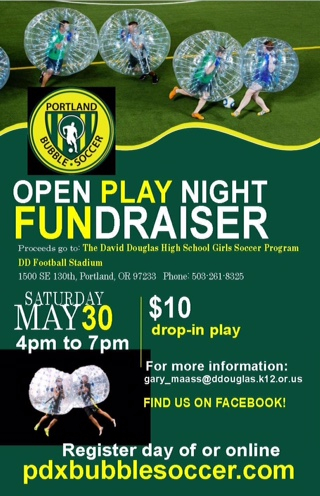 PORTLAND
BUBBLE • SOCCER
OPEN PLAY NIGHT
FUNDRAISER
Proceeds go to: The David Douglas High School Girls Soccer Program
DD Football Stadium
1500 SE 130th, Portland, OR 97233 Phone: 503-261-8325
SATURDAY
MAY30
4pm to 7pm
$10
drop-in play
For more information:
gary_maass@ddouglas.k12.or.us
FIND US ON FACEBOOK!
Register day of or online
pdxbubblesoccer.com